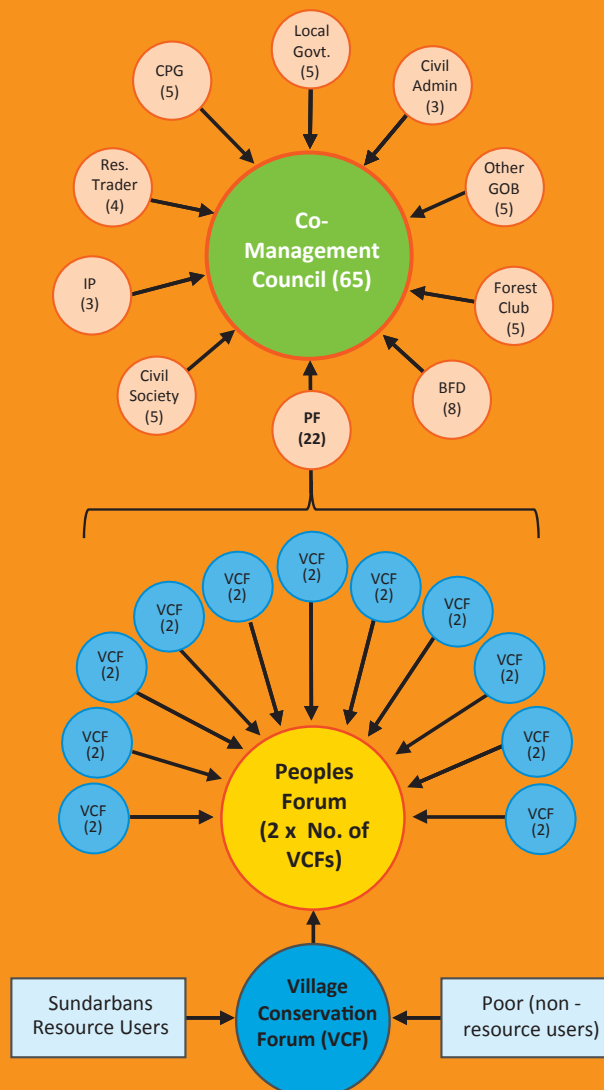 Local
Govt.
(5)
CPG
(5)
Civil
Admin
(3)
Res.
Trader
(4)
Other
GOB
(5)
Co-
Management
Council (65)
IP
(3)
Forest
Club
(5)
Civil
Society
(5)
BFD
(8)
PF
(22)
VCF
(2)
VCF
(2)
VCF
(2)
VCF
(2)
VCF
(2)
VCF
(2)
VCF
(2)
VCF
(2)
VCF
(2)
VCF
(2)
VCF
(2)
Peoples
Forum
(2 x No. of
VCFs)
Village
Conservation
Forum (VCF)
Sundarbans
Resource Users
Poor (non -
resource users)